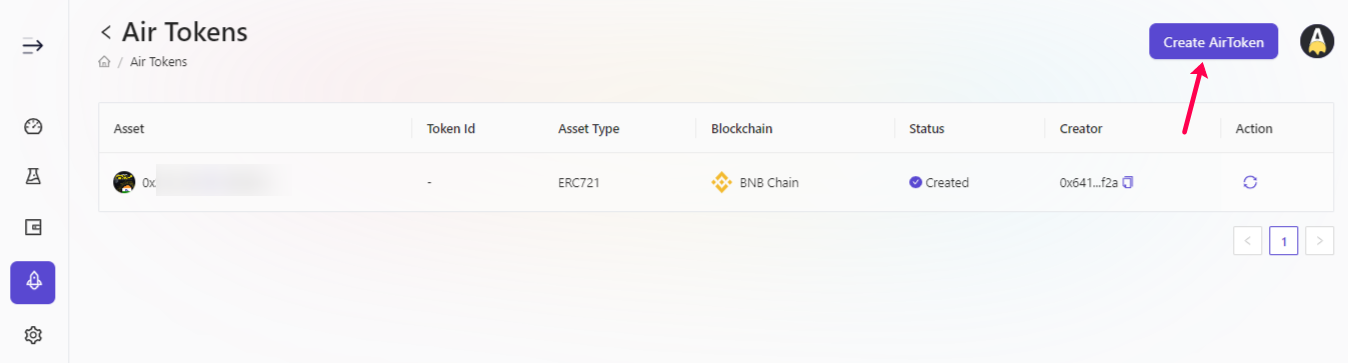 Air Tokens
Create AirToken
/ Air Tokens
Asset Token Id Asset Type Blockchain Status Creator Action
0x - ERC721 BNB Chain Created 0x641...f2a
< 1 >